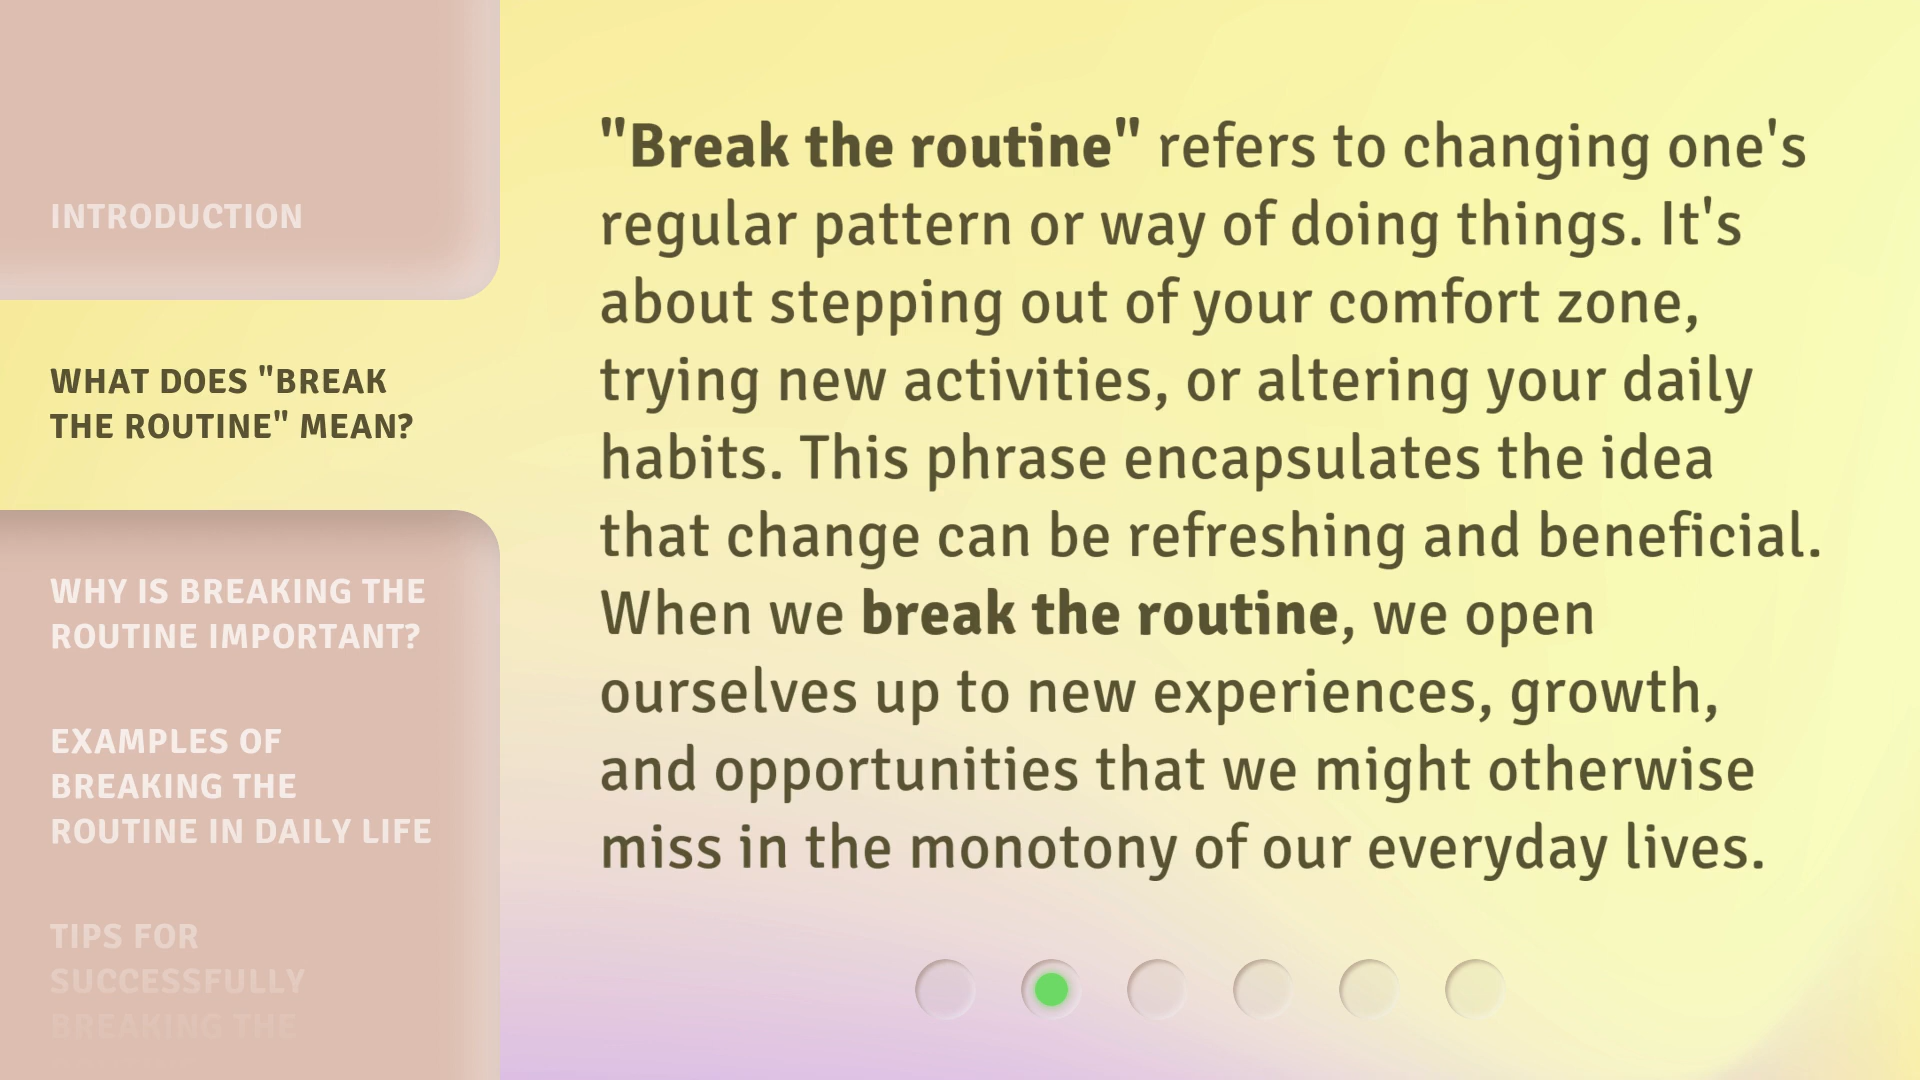 INTRODUCTION
WHAT DOES "BREAK
THE ROUTINE" MEAN?
WHY IS BREAKING THE
ROUTINE IMPORTANT?
EXAMPLES OF
BREAKING THE
ROUTINE IN DAILY LIFE
TIPS FOR
SUCCESSFULLY
BREAKING THE
"Break the routine" refers to changing one's
regular pattern or way of doing things. It's
about stepping out of your comfort zone,
trying new activities, or altering your daily
habits. This phrase encapsulates the idea
that change can be refreshing and beneficial.
When we break the routine, we open
ourselves up to new experiences, growth,
and opportunities that we might otherwise
miss in the monotony of our everyday lives.